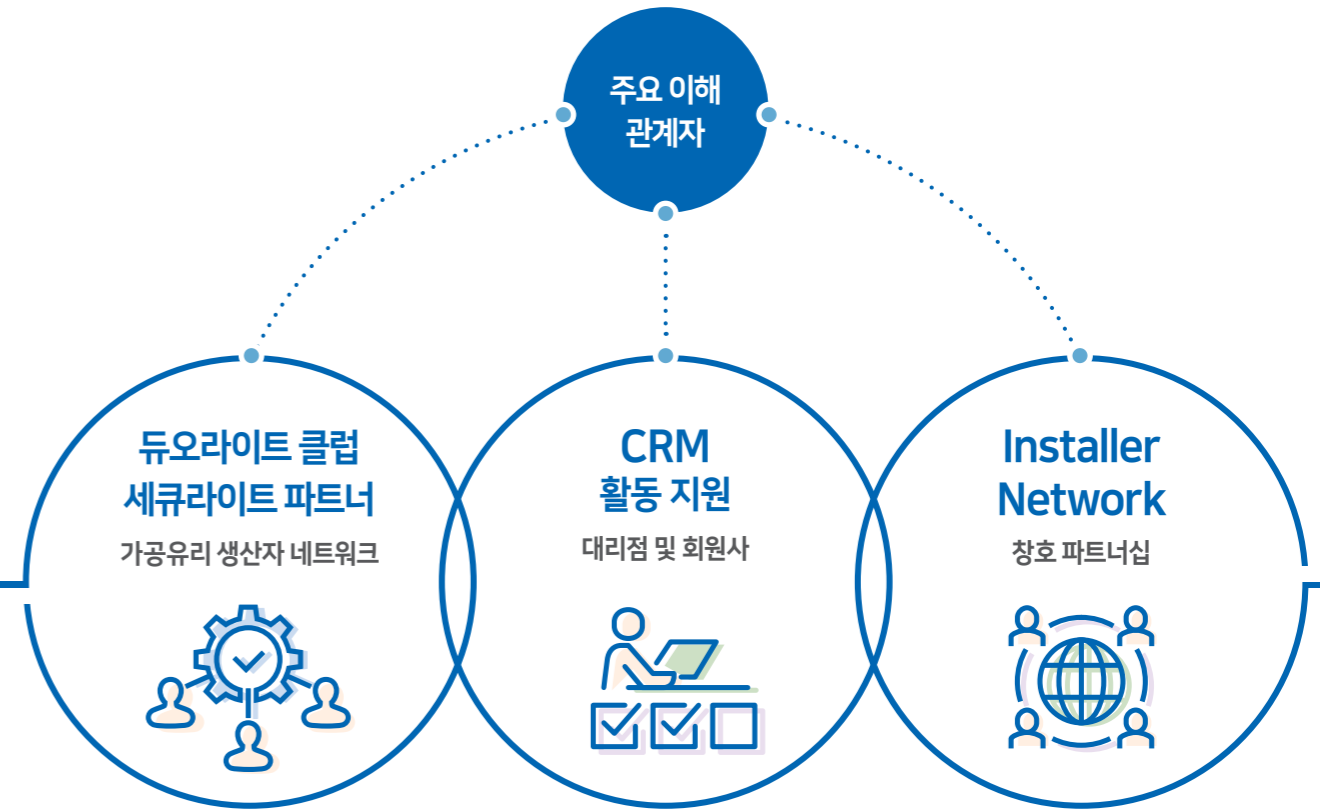 주요 이해
관계자
듀오라이트 클럽
세큐라이트 파트너
가공유리 생산자 네트워크
CRM
활동 지원
대리점 및 회원사
Installer
Network
창호 파트너십